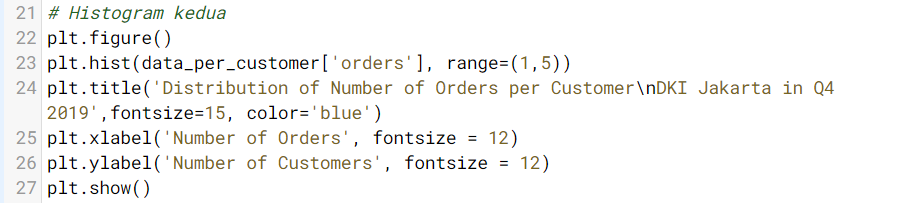 21 # Histogram kedua
22 plt.figure()
23 plt.hist(data_per_customer['orders'], range=(1,5))
24 plt.title('Distribution of Number of Orders per Customer\nDKI Jakarta in Q4
2019',fontsize=15, color='blue')
25 plt.xlabel('Number of Orders', fontsize = 12)
26 plt.ylabel('Number of Customers', fontsize = 12)
27 plt.show()